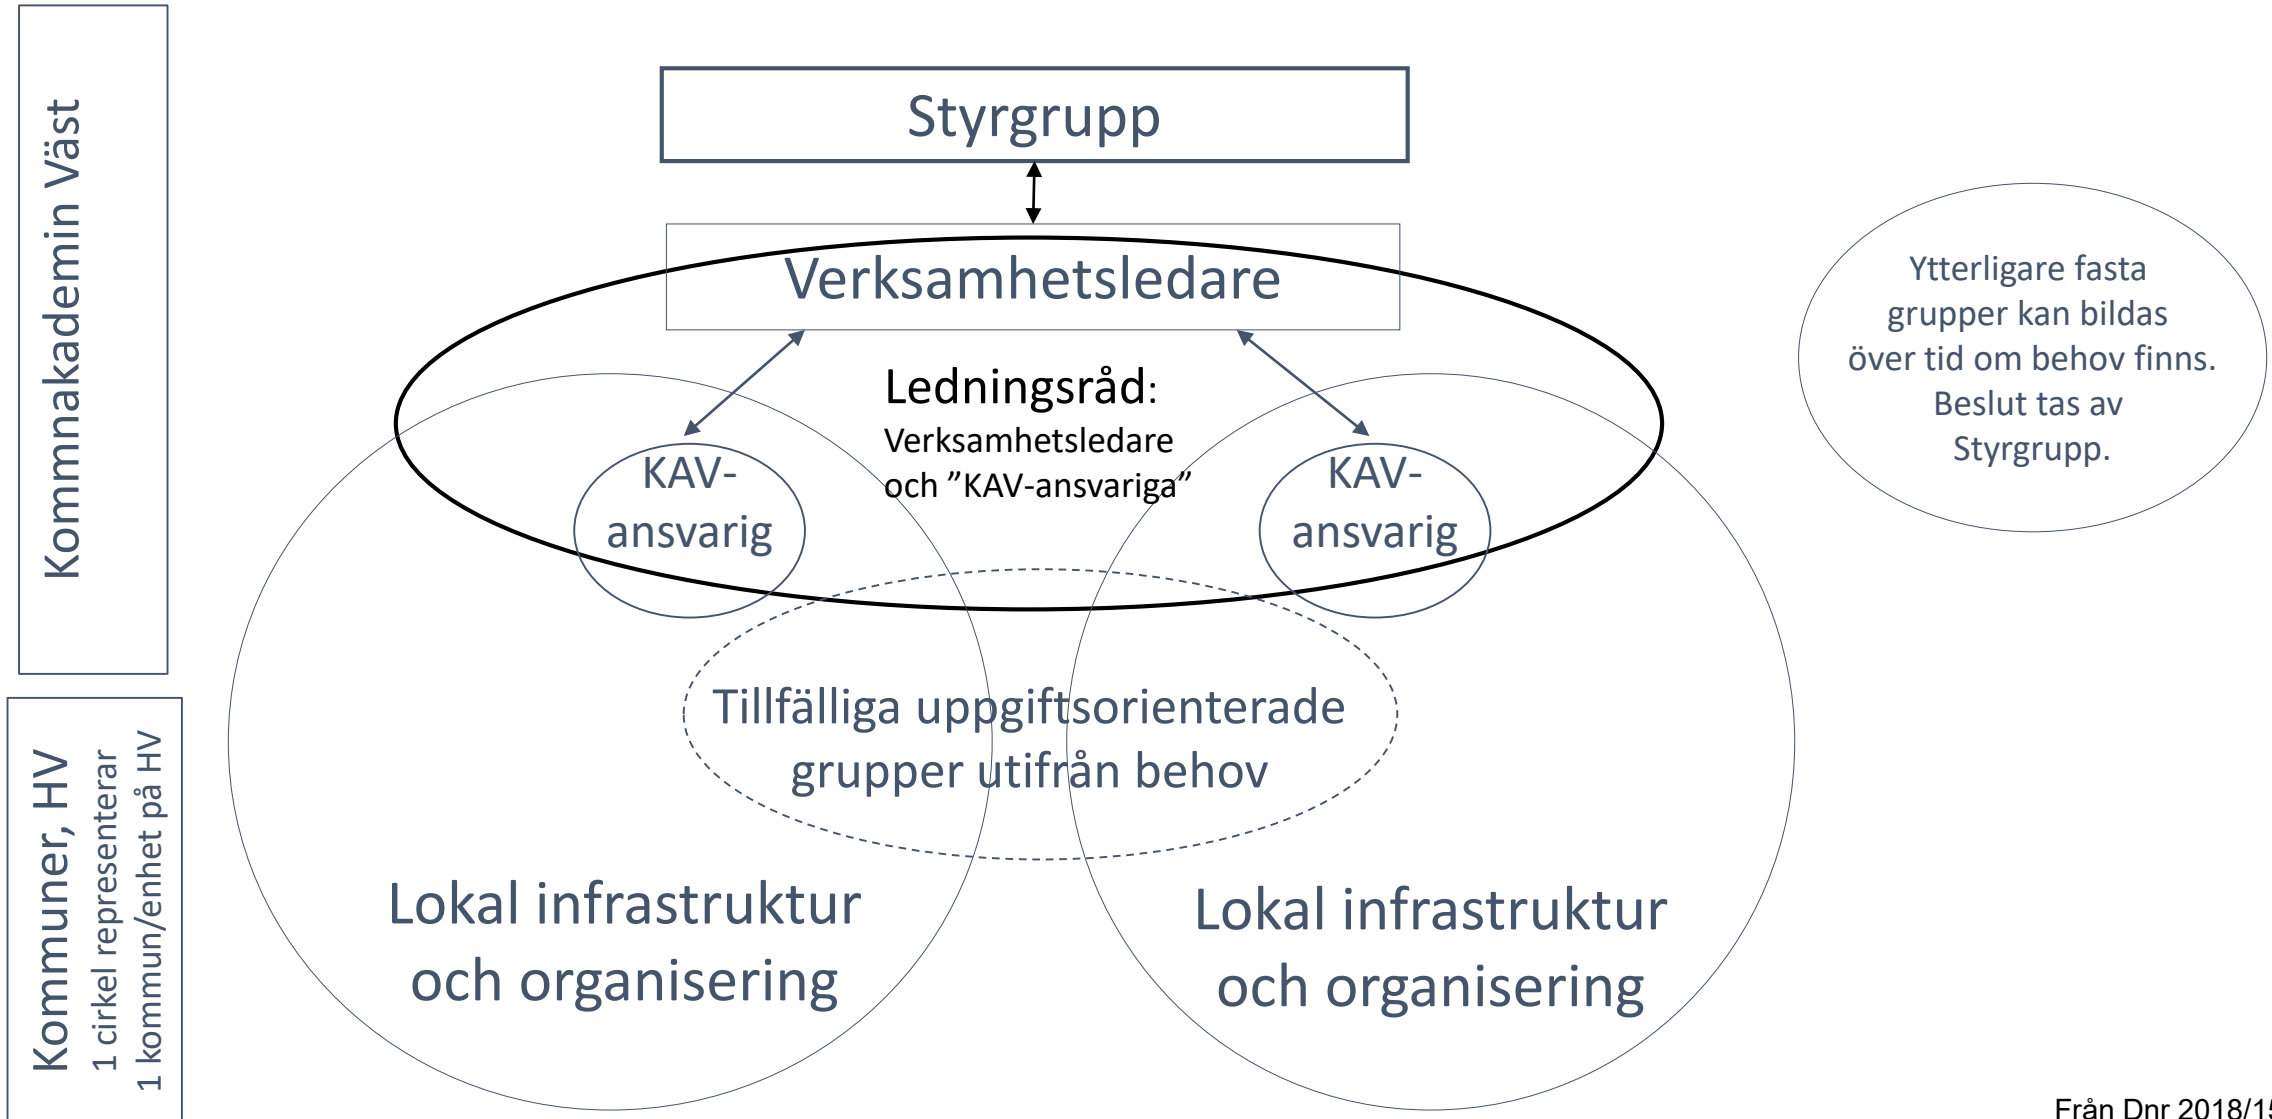 Kommnakademin Väst
Styrgrupp
Verksamhetsledare
Ledningsråd:
Verksamhetsledare
och ”KAV-ansvariga”
KAV-
ansvarig
KAV-
ansvarig
Ytterligare fasta
grupper kan bildas
över tid om behov finns.
Beslut tas av
Styrgrupp.
Tillfälliga uppgiftsorienterade
grupper utifrån behov
Kommuner, HV
1 cirkel representerar
1 kommun/enhet på HV
Lokal infrastruktur
och organisering
Lokal infrastruktur
och organisering
Från Dnr 2018/15